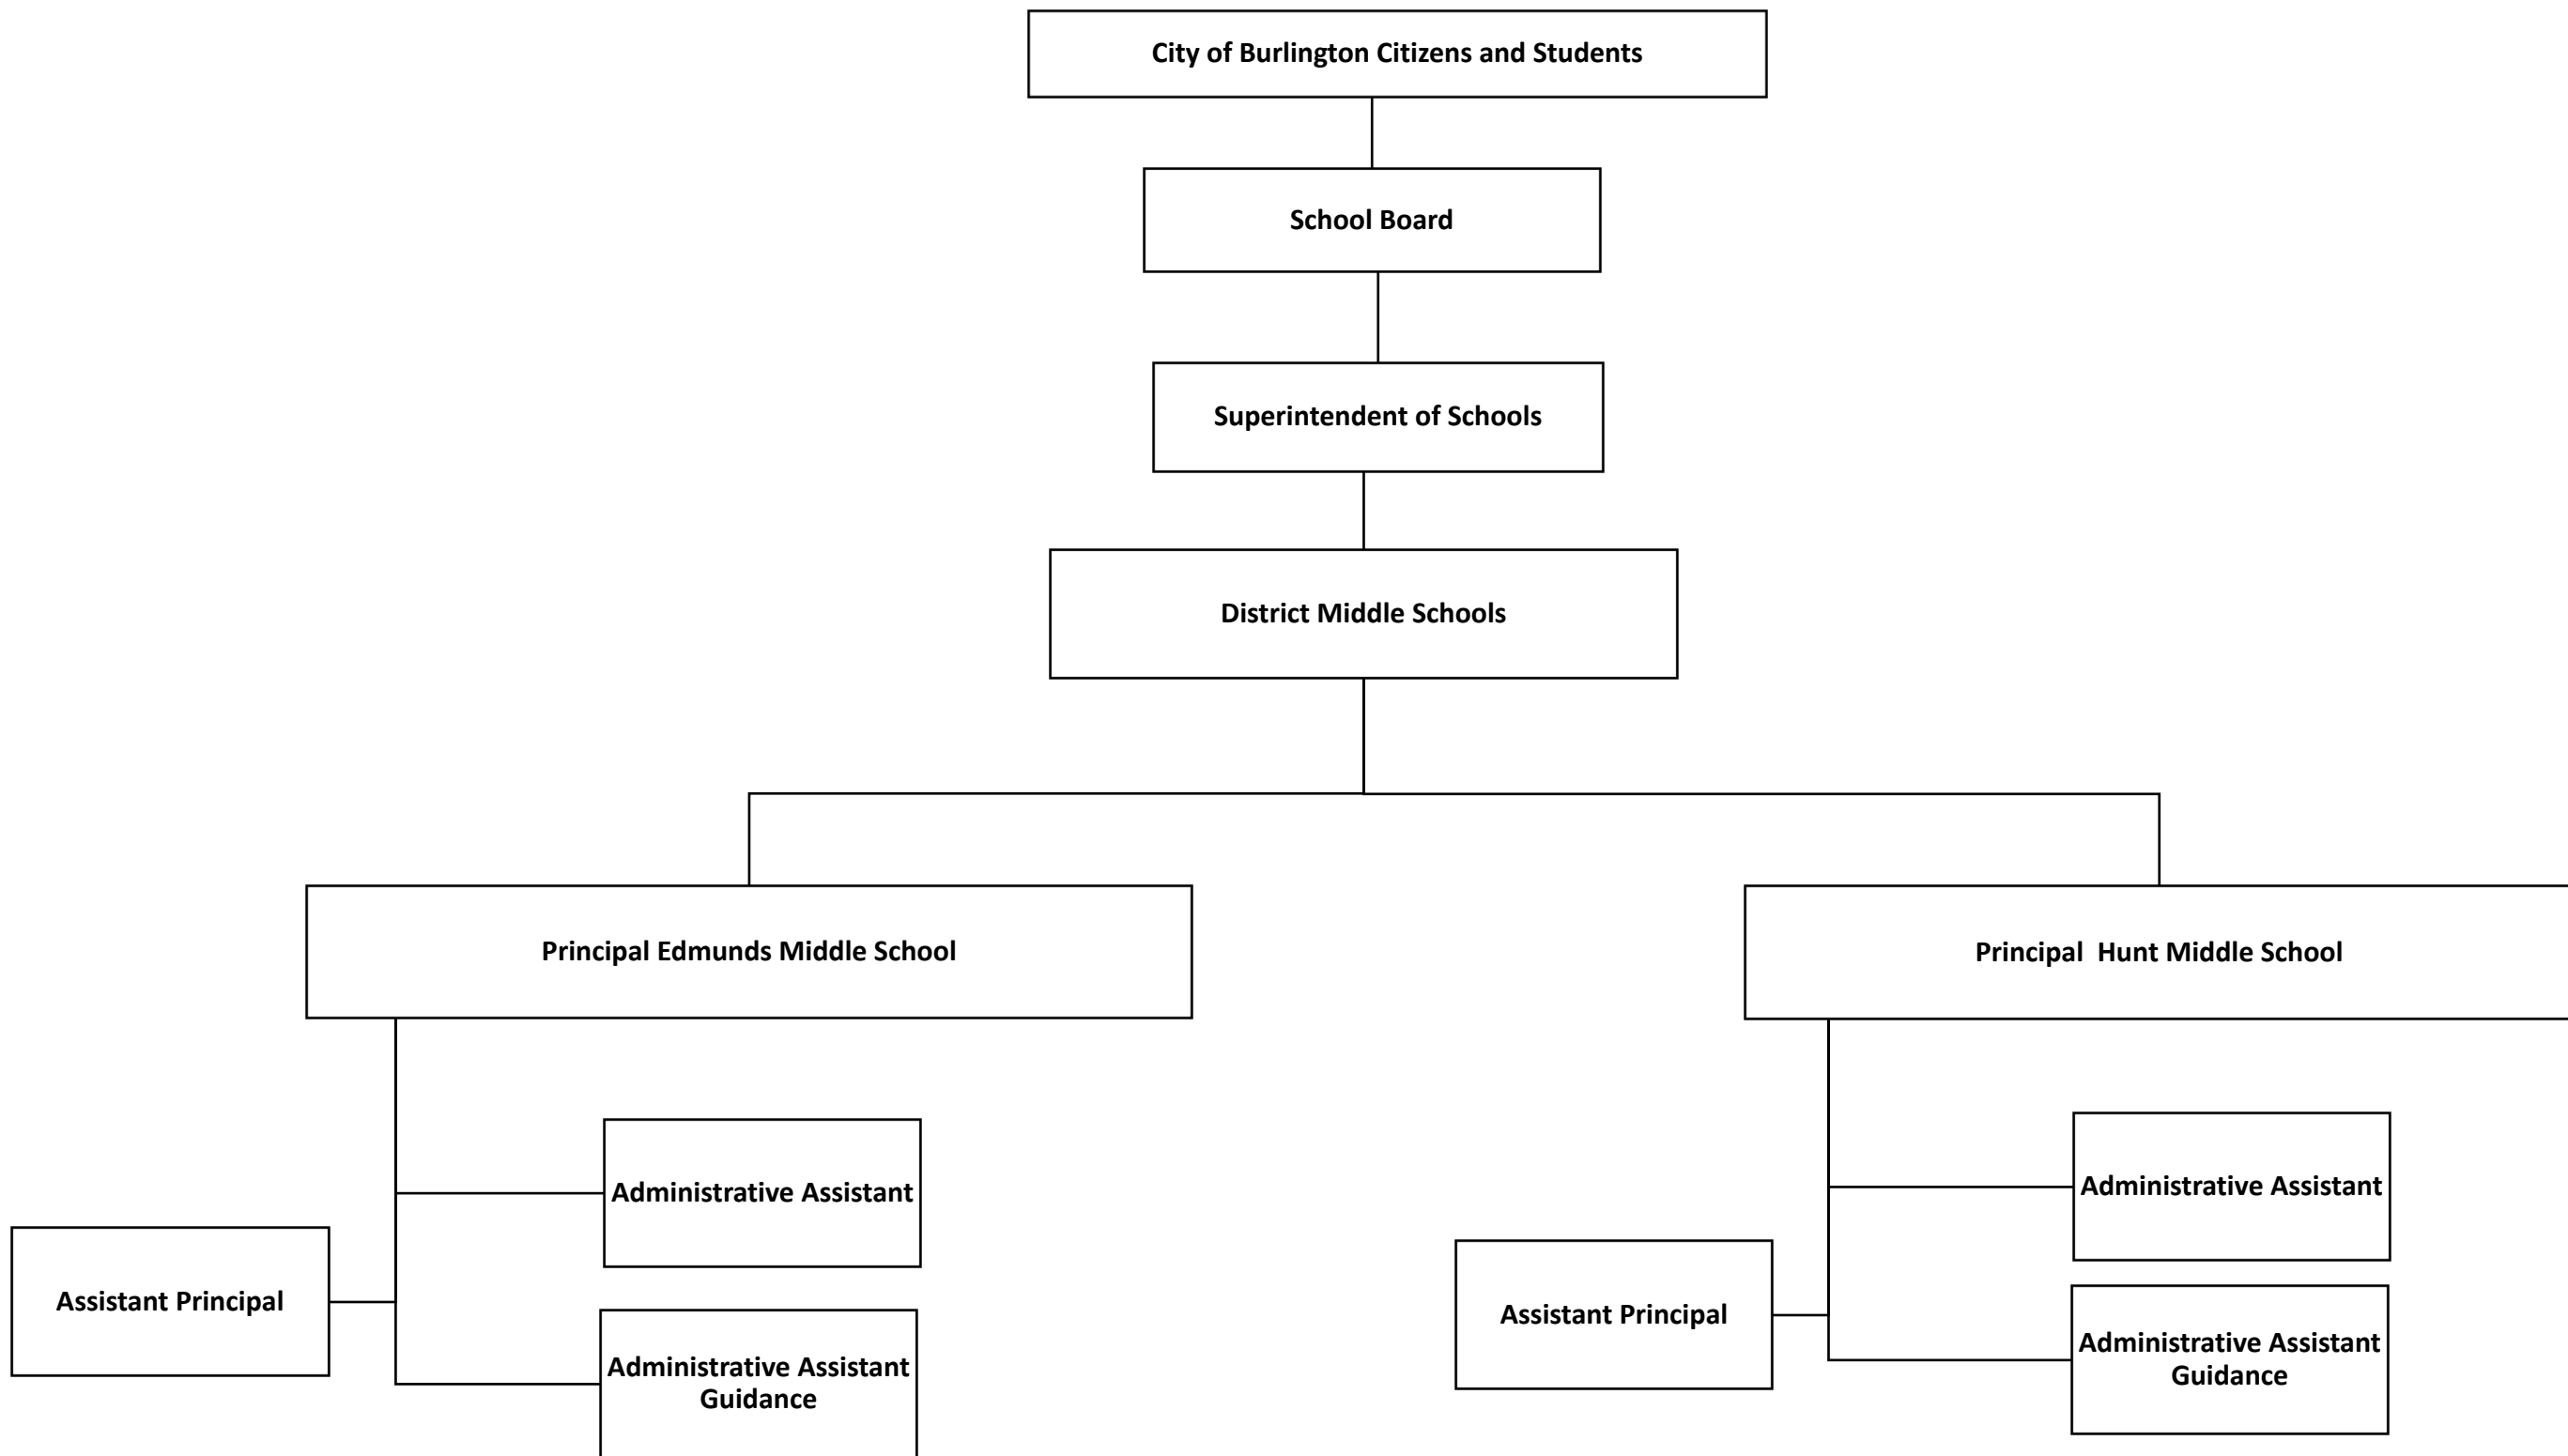 City of Burlington Citizens and Students
School Board
Superintendent of Schools
District Middle Schools
Principal Edmunds Middle School
Principal  Hunt Middle School
Administrative Assistant
Assistant Principal
Administrative Assistant
Guidance
Administrative Assistant
Assistant Principal
Administrative Assistant
Guidance